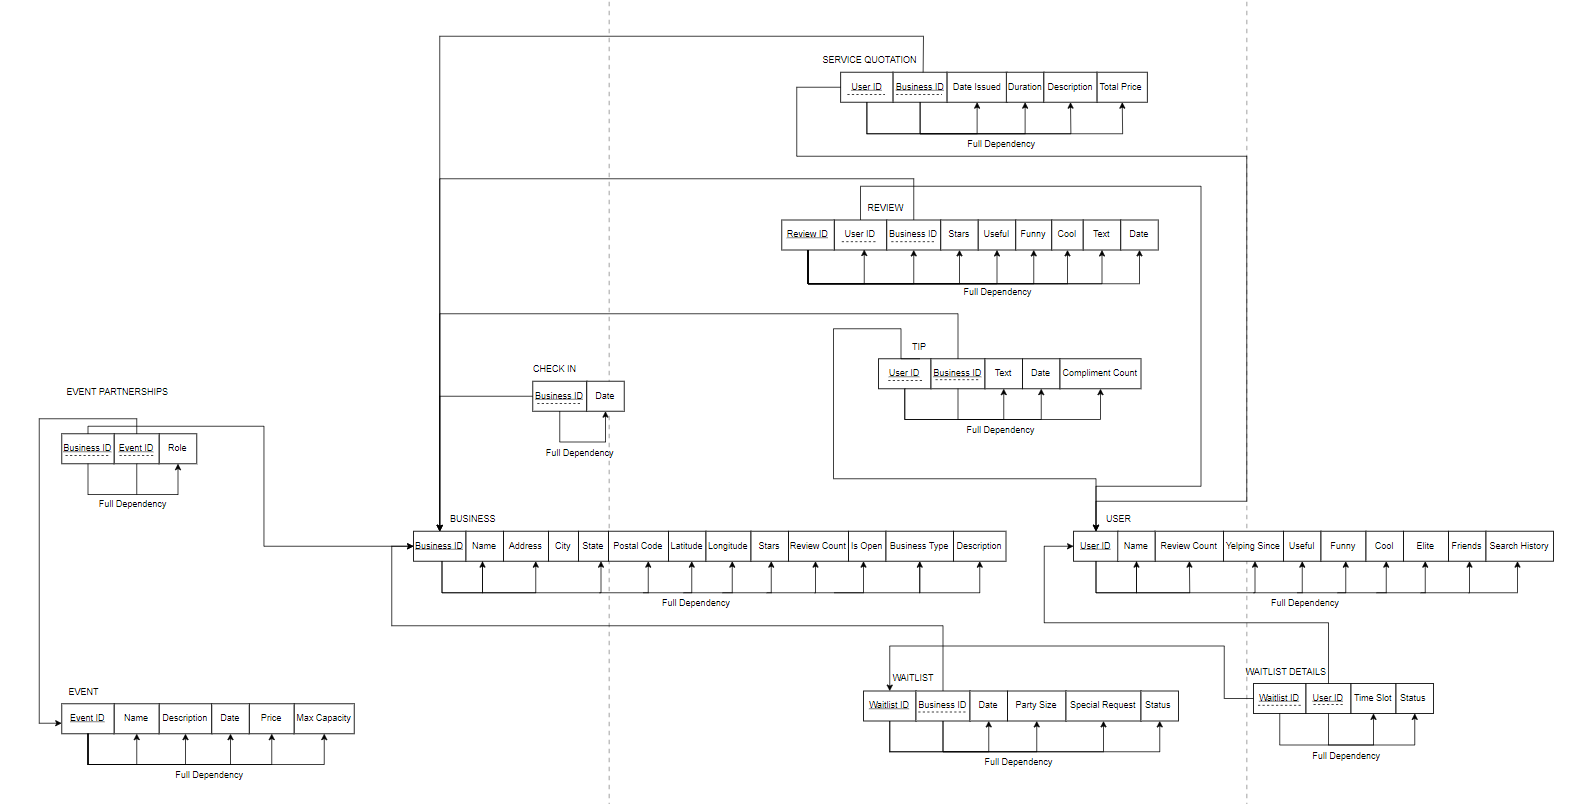 SERVICE QUOTATION
User ID Business ID Date Issued Duration Description Total Price
Full Dependency
REVIEW
Review ID User ID Business ID Stars Useful Funny Cool Text Date
Full Dependency
TIP
User ID Business ID Text Date Compliment Count
Full Dependency
CHECK IN
Business ID Date
Full Dependency
EVENT PARTNERSHIPS
Business ID Event ID Role
Full Dependency
BUSINESS
Business ID Name Address City State Postal Code Latitude Longitude Stars Review Count Is Open Business Type Description
Full Dependency
USER
User ID Name Review Count Yelping Since Useful Funny Cool Elite Friends Search History
Full Dependency
EVENT
Event ID Name Description Date Price Max Capacity
Full Dependency
WAITLIST
Waitlist ID Business ID Date Party Size Special Request Status
Full Dependency
WAITLIST DETAILS
Waitlist ID User ID Time Slot Status
Full Dependency